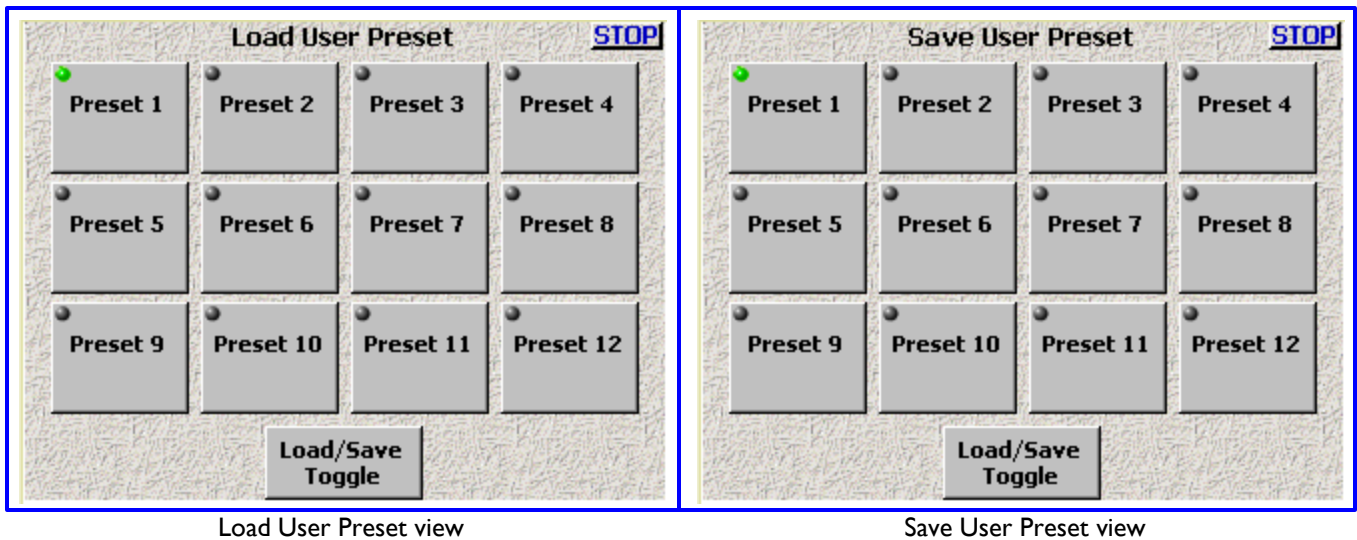 Load User Preset STOP
Preset 1 Preset 2 Preset 3 Preset 4
Preset 5 Preset 6 Preset 7 Preset 8
Preset 9 Preset 10 Preset 11 Preset 12
Load/Save
Toggle
Load User Preset view
Save User Preset STOP
Preset 1 Preset 2 Preset 3 Preset 4
Preset 5 Preset 6 Preset 7 Preset 8
Preset 9 Preset 10 Preset 11 Preset 12
Load/Save
Toggle
Save User Preset view